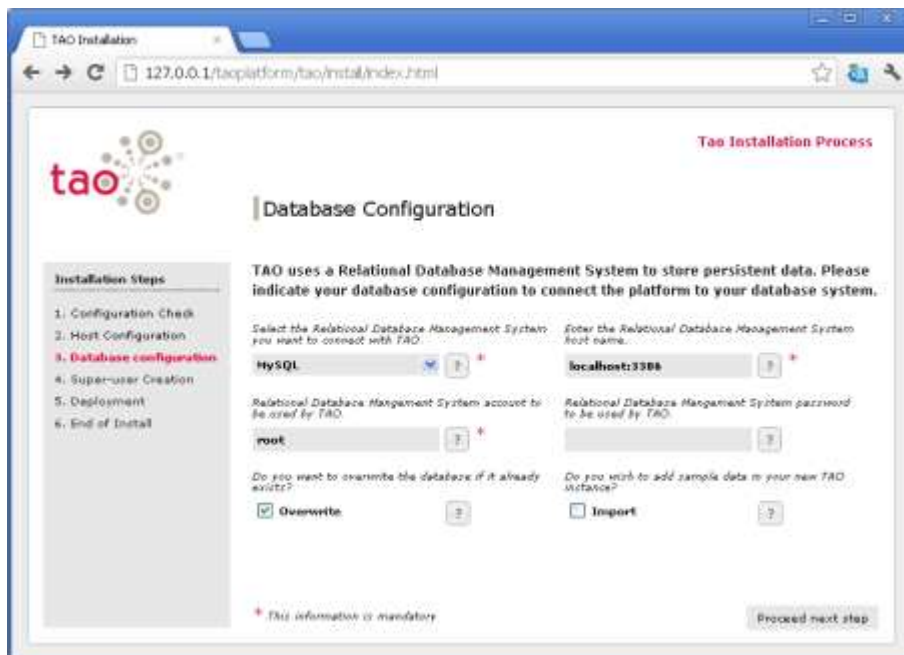 TAO Installation
127.0.0.1/taoplatform/tao/install/index.html
tao
Tao Installation Process
Database Configuration
Installation Steps
1. Configuration Check
2. Host Configuration
3. Database configuration
4. Super-user Creation
5. Deployment
6. End of Install
TAO uses a Relational Database Management System to store persistent data. Please
indicate your database configuration to connect the platform to your database system.
Select the Relational Database Management System
you want to connect with TAO.
MySQL ? *
Enter the Relational Database Management System
host name.
localhost:3306 ? *
Relational Database Mangement System account to
be used by TAO.
root ? *
Relational Database Mangement System password
to be used by TAO.
?
Do you want to overwrite the database if it already
exists?
Overwrite ?
Do you wish to add sample data in your new TAO
instance?
Import ?
* This information is mandatory
Proceed next step